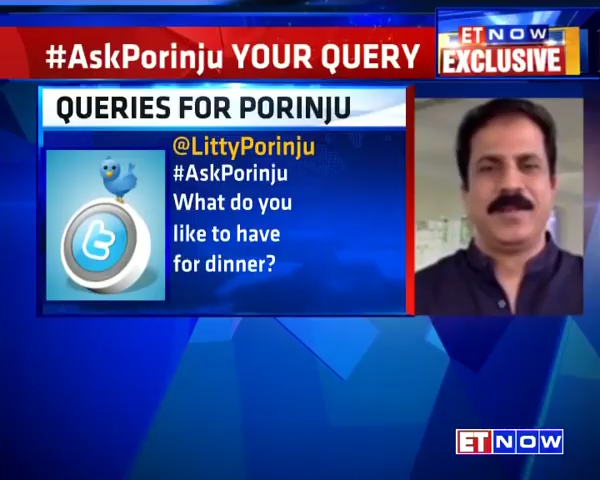 #AskPorinju YOUR QUERY
ET NOW
EXCLUSIVE
QUERIES FOR PORINJU
@LittyPorinju
#AskPorinju
What do you
like to have
for dinner?
t
ET NOW